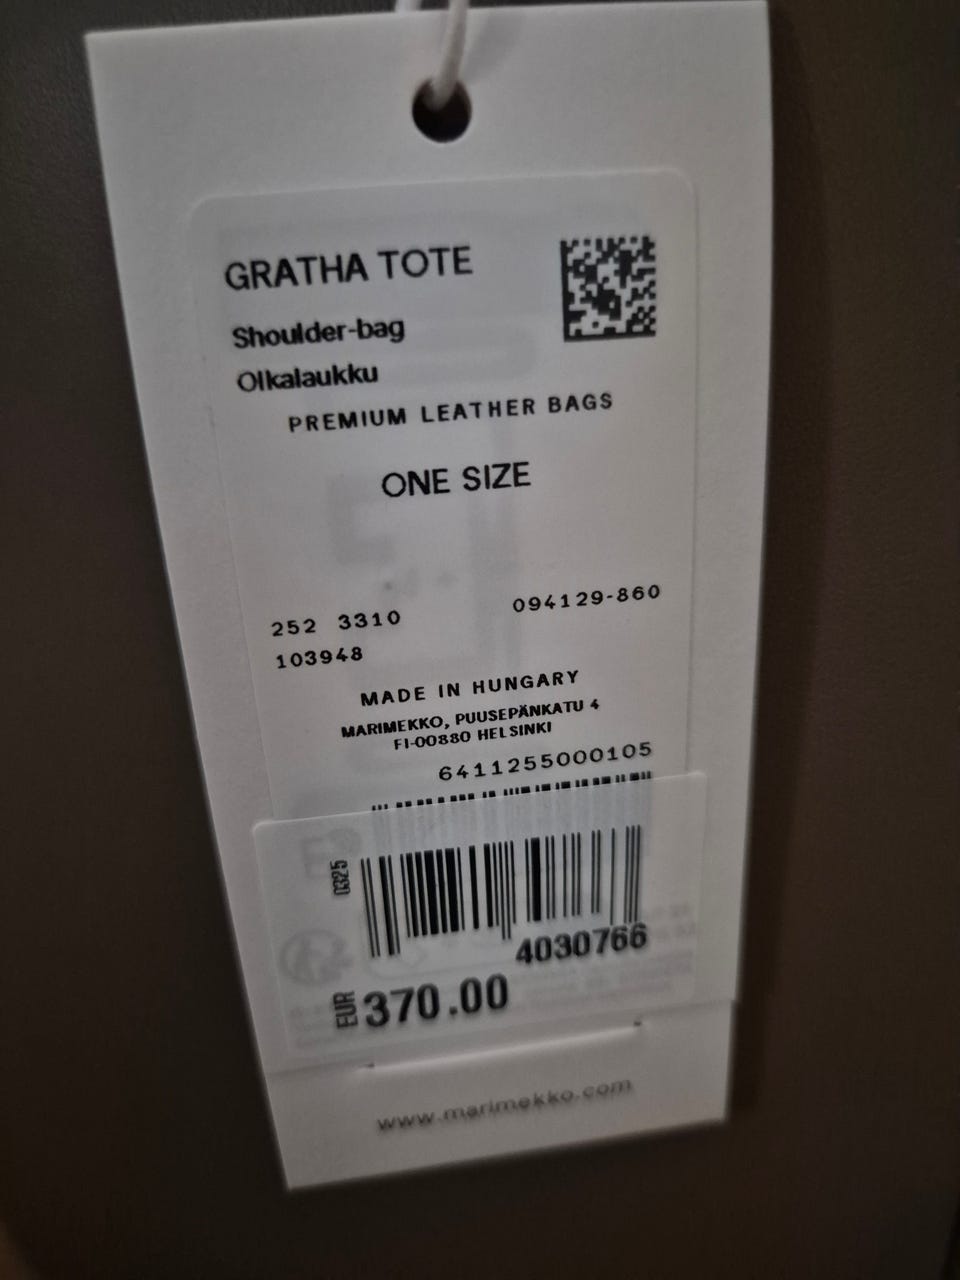 GRATHA TOTE
Shoulder-bag
Olkalaukku
PREMIUM LEATHER BAGS
ONE SIZE
252 3310 094129-860
103948
MADE IN HUNGARY
MARIMEKKO, PUUSEPÄNKATU 4
FI-00880 HELSINKI
6411255000105
0325
4030766
EUR 370.00
www.marimekko.com